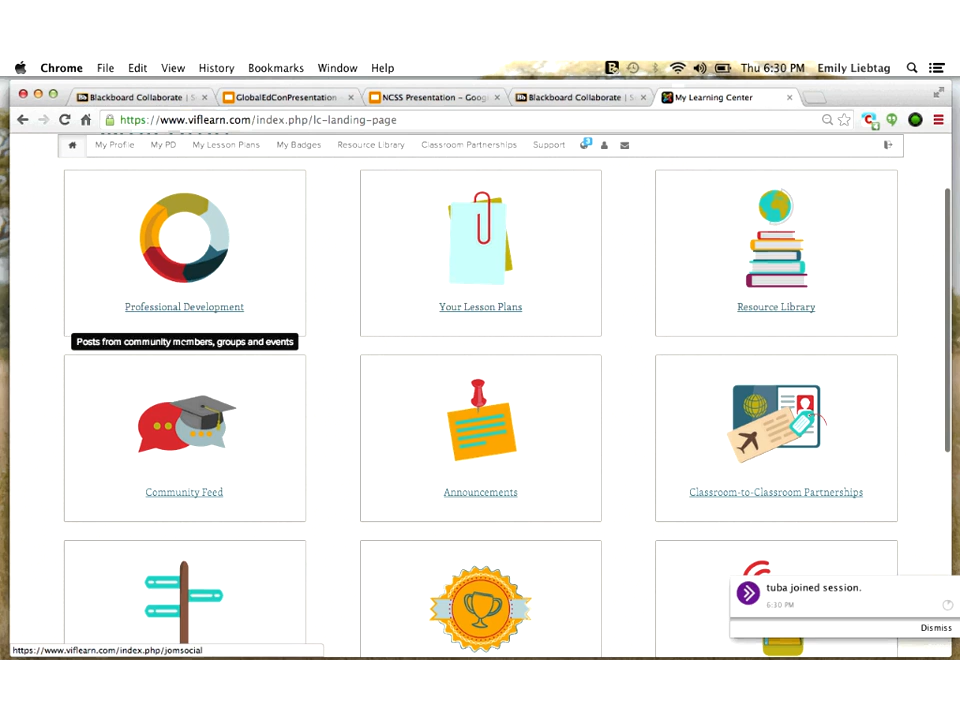 Chrome File Edit View History Bookmarks Window Help Thu 6:30 PM Emily Liebtag
Blackboard Collaborate | S GlobalEdConPresentation NCSS Presentation – Goog Blackboard Collaborate | S My Learning Center
https://www.viflearn.com/index.php/lc-landing-page
My Profile My PD My Lesson Plans My Badges Resource Library Classroom Partnerships Support
Professional Development Your Lesson Plans Resource Library
Posts from community members, groups and events
Community Feed Announcements Classroom-to-Classroom Partnerships
tuba joined session.
6:30 PM
Dismiss
https://www.viflearn.com/index.php/jomsocial